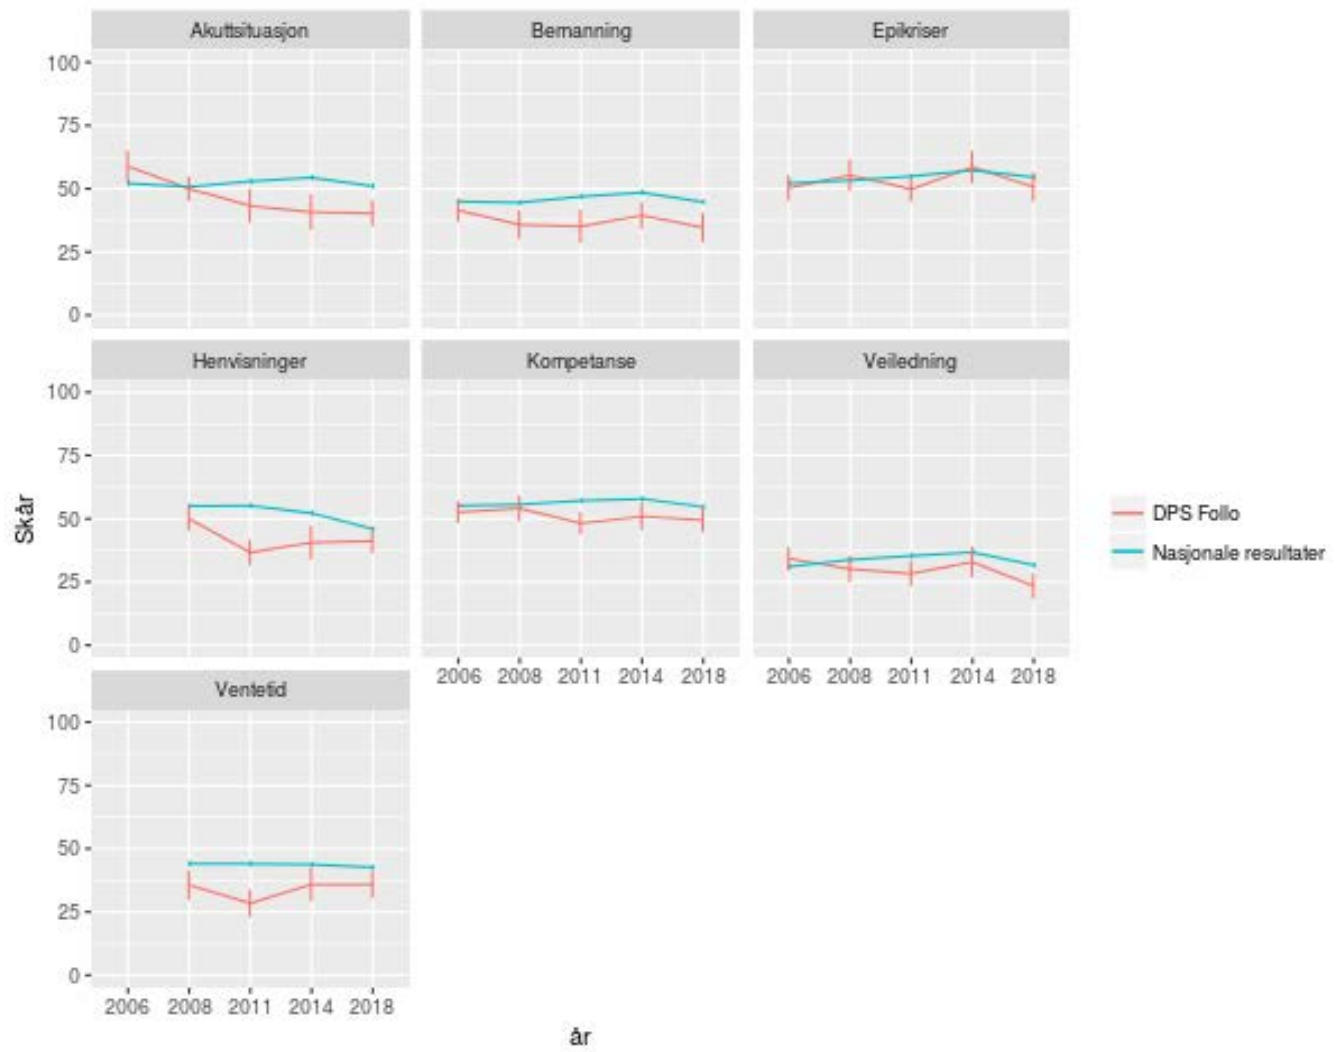 Akuttsituasjon Bemanning Epikriser
100
75
50
25
0
Henvisninger Kompetanse Veiledning
100
75
50
25
0
2006 2008 2011 2014 2018 2006 2008 2011 2014 2018
Ventetid
100
75
50
25
0
2006 2008 2011 2014 2018
år
Skår
DPS Follo
Nasjonale resultater